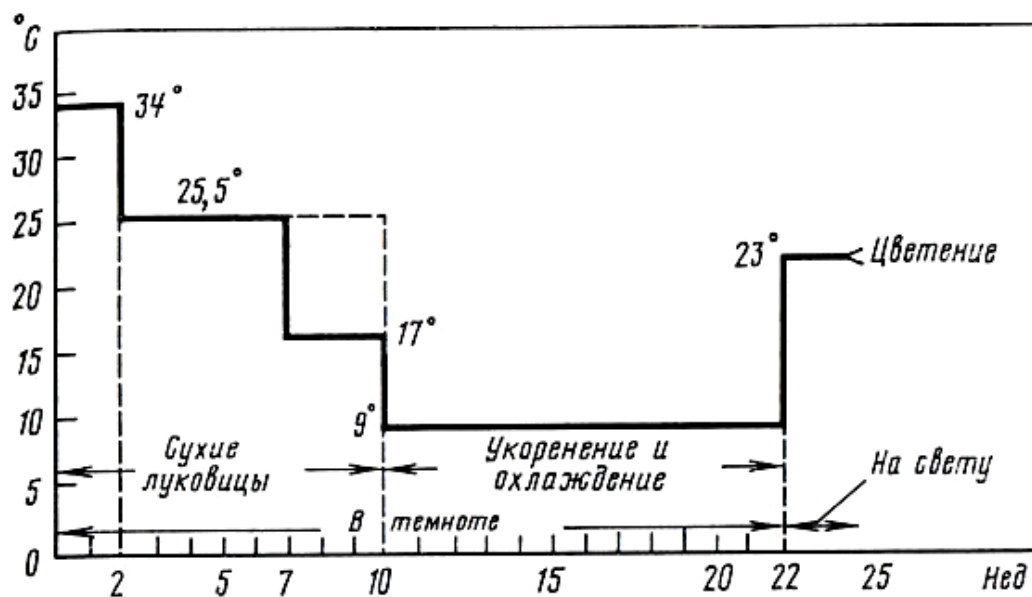 °C
35
34°
30
25,5°
25
23°
Цветение
20
17°
15
10
9°
Сухие
луковицы
Укоренение и
охлаждение
На свету
5
В темноте
0
2
5
7
10
15
20
22
25
Нед